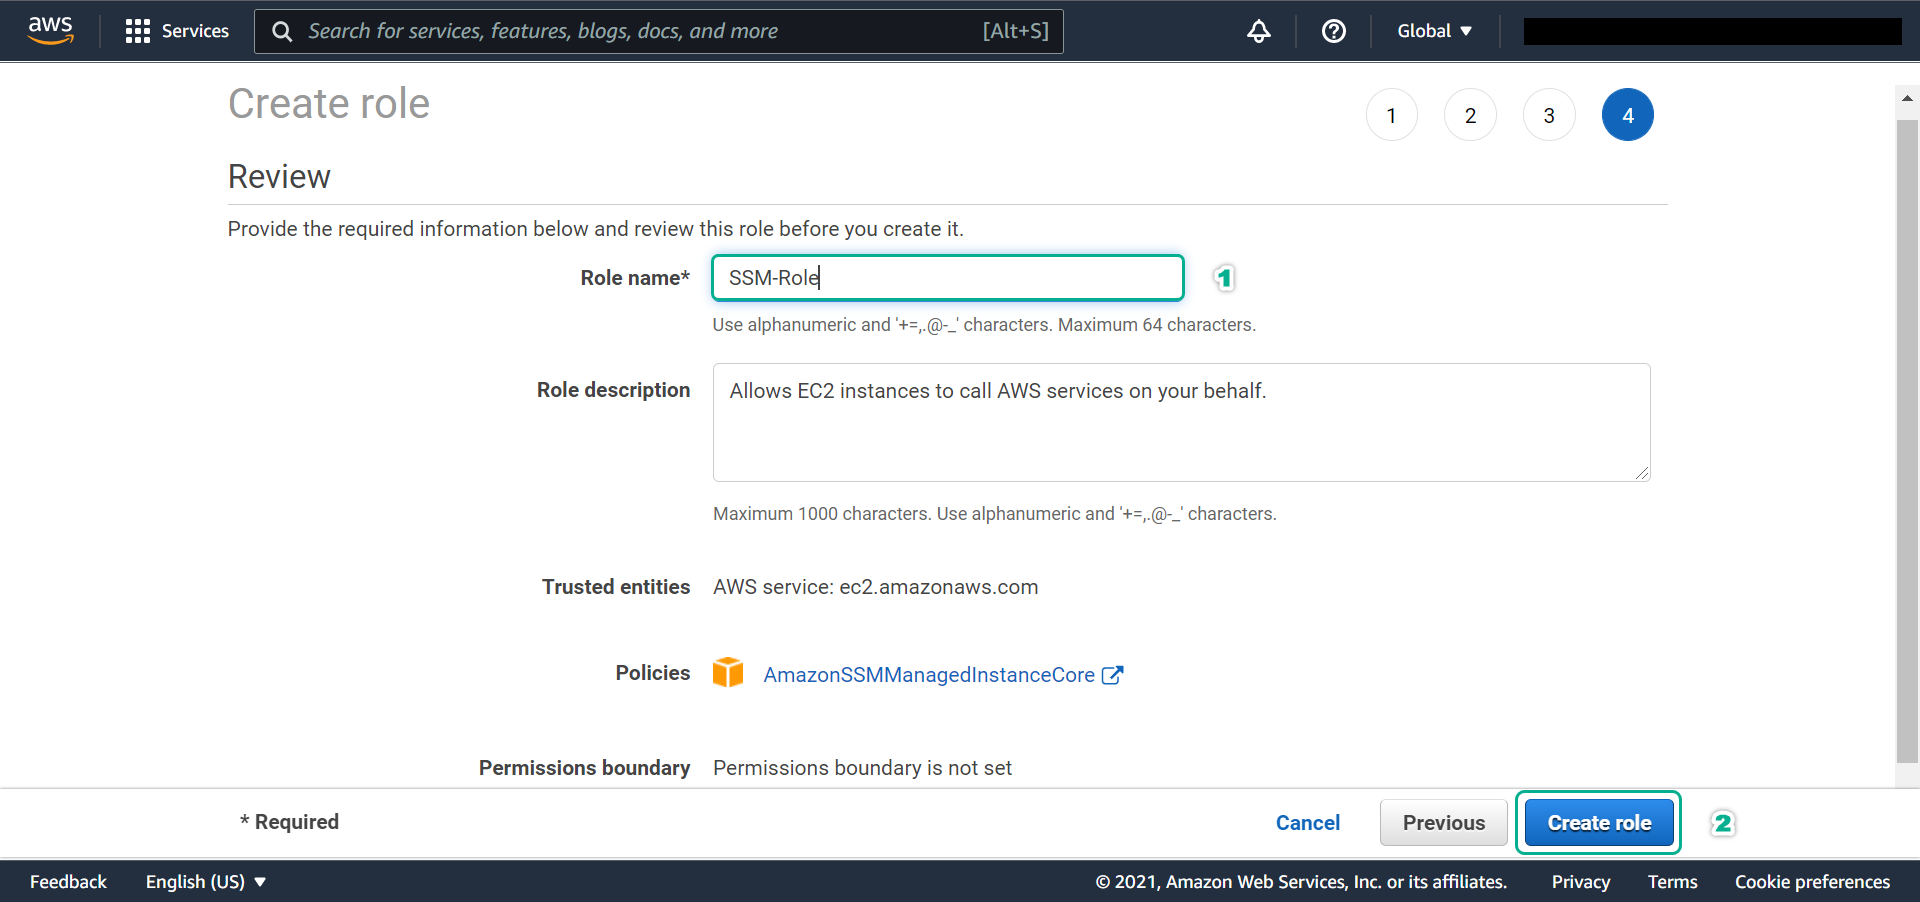 aws Services Search for services, features, blogs, docs, and more [Alt+S] Global
Create role 1 2 3 4
Review
Provide the required information below and review this role before you create it.
Role name* SSM-Role 1
Use alphanumeric and '+=,.@-_' characters. Maximum 64 characters.
Role description Allows EC2 instances to call AWS services on your behalf.
Maximum 1000 characters. Use alphanumeric and '+=,.@-_' characters.
Trusted entities AWS service: ec2.amazonaws.com
Policies AmazonSSMManagedInstanceCore
Permissions boundary Permissions boundary is not set
* Required Cancel Previous Create role 2
Feedback English (US) © 2021, Amazon Web Services, Inc. or its affiliates. Privacy Terms Cookie preferences